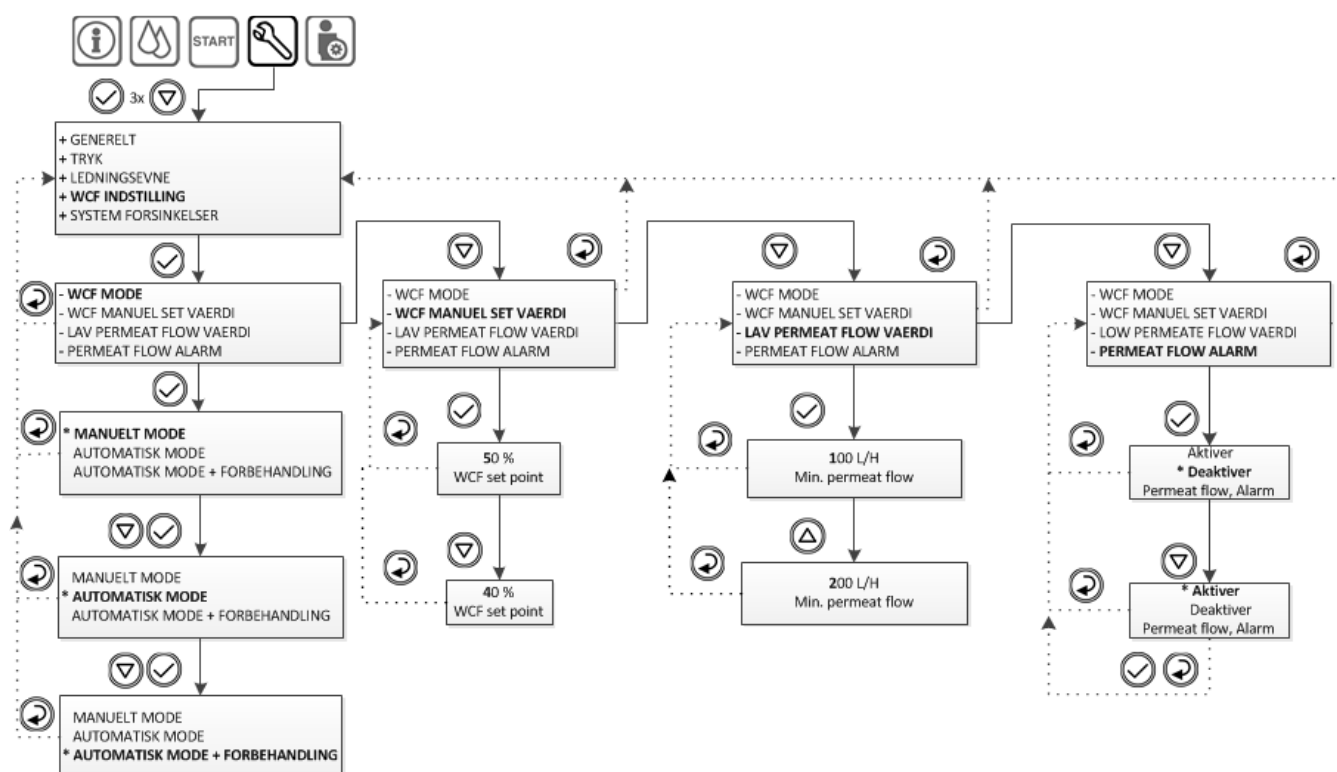 START
3x
+ GENERELT
+ TRYK
+ LEDNINGSEVNE
+ WCF INDSTILLING
+ SYSTEM FORSINKELSER
- WCF MODE
- WCF MANUEL SET VAERDI
- LAV PERMEAT FLOW VAERDI
- PERMEAT FLOW ALARM
* MANUELT MODE
AUTOMATISK MODE
AUTOMATISK MODE + FORBEHANDLING
MANUELT MODE
* AUTOMATISK MODE
AUTOMATISK MODE + FORBEHANDLING
MANUELT MODE
AUTOMATISK MODE
* AUTOMATISK MODE + FORBEHANDLING
- WCF MODE
- WCF MANUEL SET VAERDI
- LAV PERMEAT FLOW VAERDI
- PERMEAT FLOW ALARM
50 %
WCF set point
40 %
WCF set point
- WCF MODE
- WCF MANUEL SET VAERDI
- LAV PERMEAT FLOW VAERDI
- PERMEAT FLOW ALARM
100 L/H
Min. permeat flow
200 L/H
Min. permeat flow
- WCF MODE
- WCF MANUEL SET VAERDI
- LOW PERMEATE FLOW VAERDI
- PERMEAT FLOW ALARM
Aktiver
* Deaktiver
Permeat flow, Alarm
* Aktiver
Deaktiver
Permeat flow, Alarm